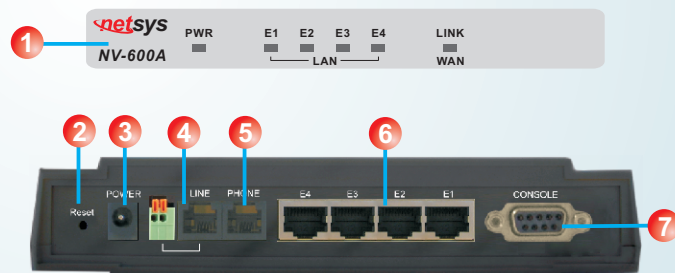 netsys
NV-600A
PWR
E1 E2 E3 E4
LAN
LINK
WAN
1
2 3 4 5 6
Reset
POWER
LINE
PHONE
E4 E3 E2 E1
CONSOLE
7